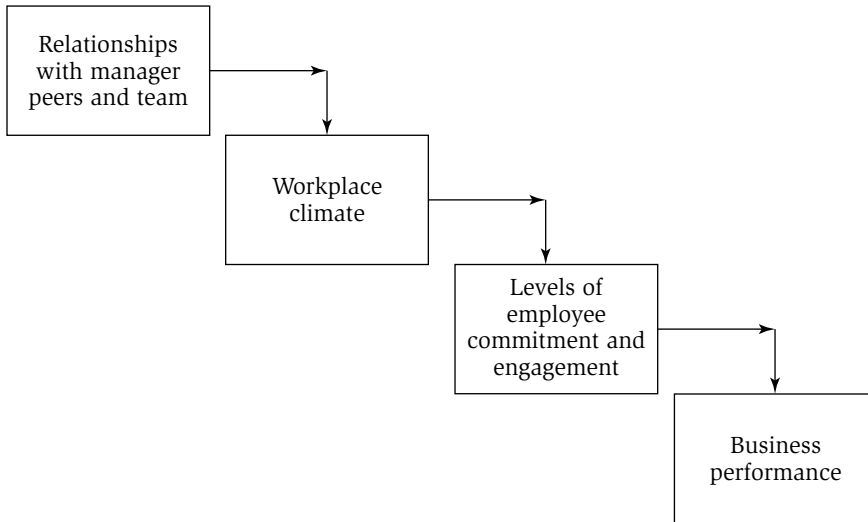 Relationships
with manager
peers and team
Workplace
climate
Levels of
employee
commitment and
engagement
Business
performance